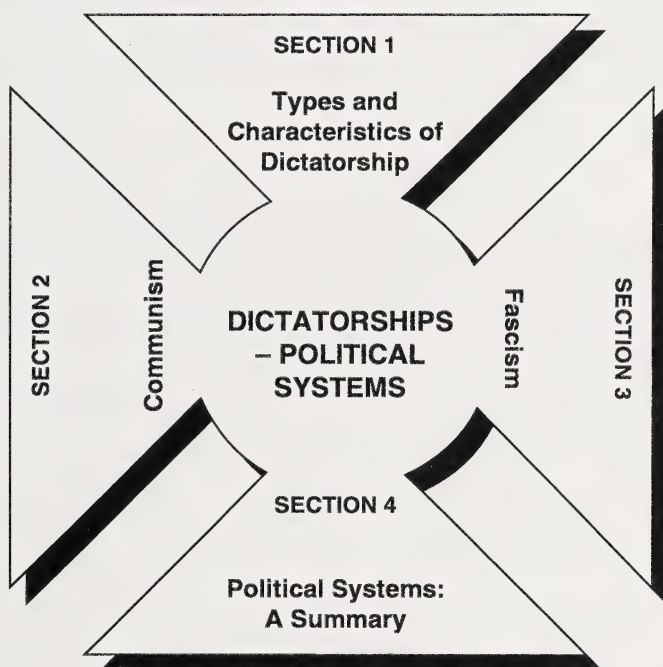 SECTION 1
Types and
Characteristics of
Dictatorship
SECTION 2
Communism
DICTATORSHIPS
– POLITICAL
SYSTEMS
Fascism
SECTION 3
SECTION 4
Political Systems:
A Summary